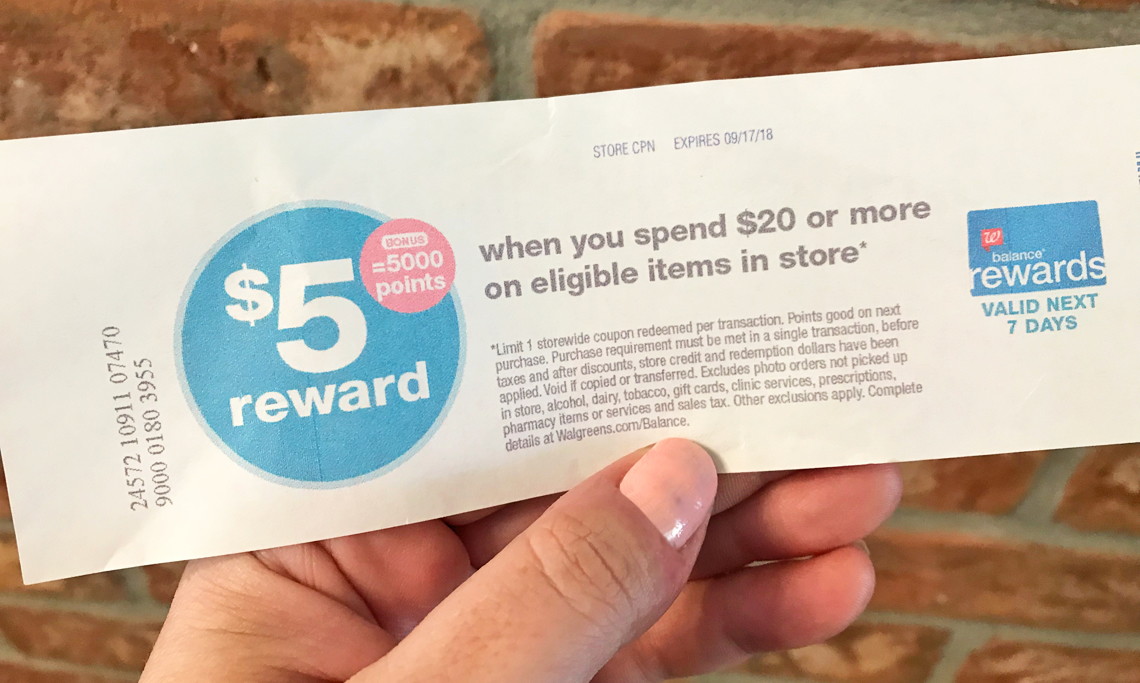 STORE CPN EXPIRES 09/17/18
$5
reward
BONUS
=5000
points
when you spend $20 or more
on eligible items in store*
*Limit 1 storewide coupon redeemed per transaction. Points good on next
purchase. Purchase requirement must be met in a single transaction, before
taxes and after discounts, store credit and redemption dollars have been
applied. Void if copied or transferred. Excludes photo orders not picked up
in store, alcohol, dairy, tobacco, gift cards, clinic services, prescriptions,
pharmacy items or services and sales tax. Other exclusions apply. Complete
details at Walgreens.com/Balance.
W
balance®
rewards
VALID NEXT
7 DAYS
24572 10911 07470
9000 0180 3955